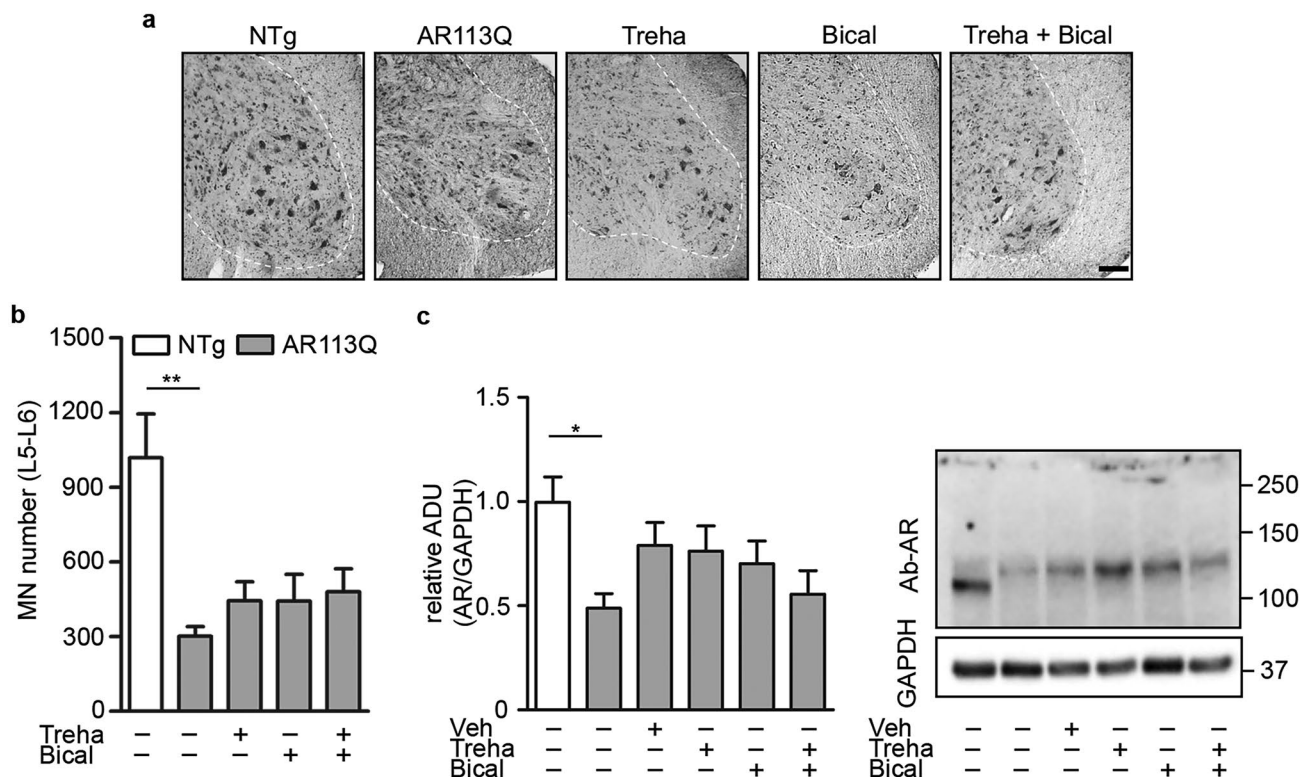 a
NTg AR113Q Treha Bical Treha + Bical
b
MN number (L5-L6)
1500
1200
900
600
300
0
NTg AR113Q
**
Treha – – + – +
Bical – – – + +
c
relative ADU
(AR/GAPDH)
1.5
1.0
0.5
0
*
Veh – – + – – –
Treha – – – + – +
Bical – – – – + +
Ab-AR
250
150
100
GAPDH
37
Veh – – + – – –
Treha – – – + – +
Bical – – – – + +